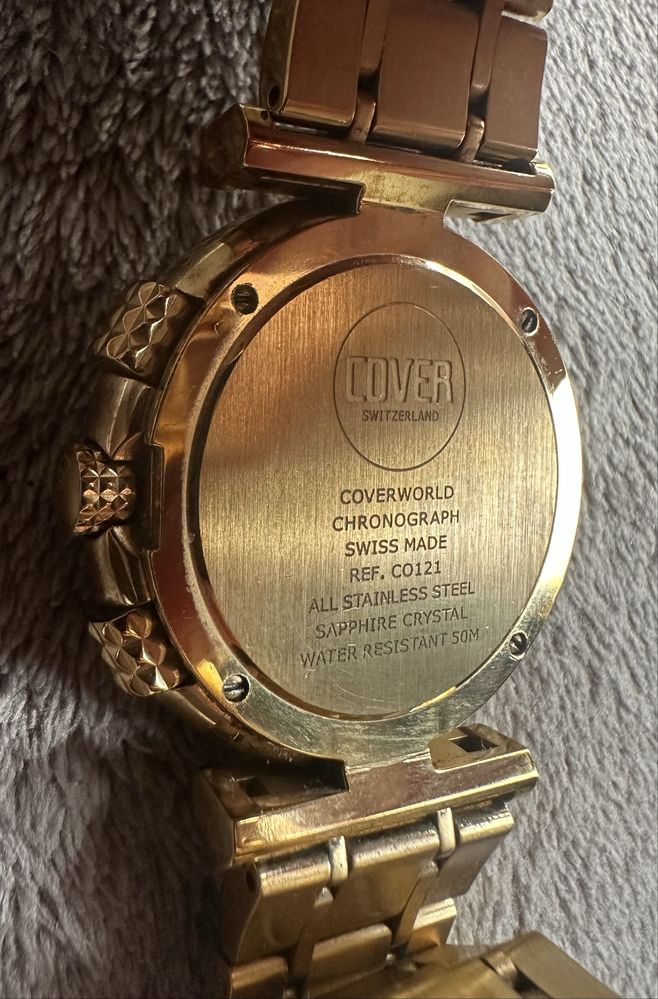 COVER
SWITZERLAND
COVERWORLD
CHRONOGRAPH
SWISS MADE
REF. CO121
ALL STAINLESS STEEL
SAPPHIRE CRYSTAL
WATER RESISTANT 50M